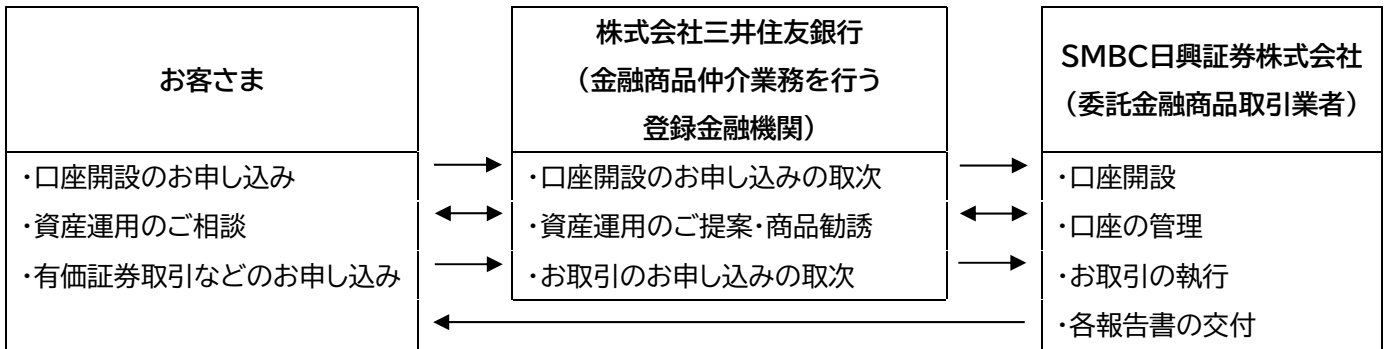 お客さま
株式会社三井住友銀行
（金融商品仲介業務を行う
登録金融機関）
SMBC日興証券株式会社
（委託金融商品取引業者）
・口座開設のお申し込み
・資産運用のご相談
・有価証券取引などのお申し込み
・口座開設のお申し込みの取次
・資産運用のご提案・商品勧誘
・お取引のお申し込みの取次
・口座開設
・口座の管理
・お取引の執行
・各報告書の交付